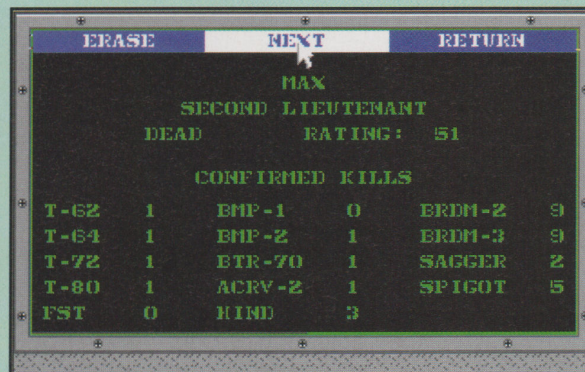 ERASE NEXT RETURN
MAX
SECOND LIEUTENANT
DEAD RATING: 51
CONFIRMED KILLS
T-62 1 BMP-1 0 BRDM-2 9
T-64 1 BMP-2 1 BRDM-3 9
T-72 1 BTR-70 1 SAGGER 2
T-80 1 ACRV-2 1 SPIGOT 5
FST 0 HIND 3